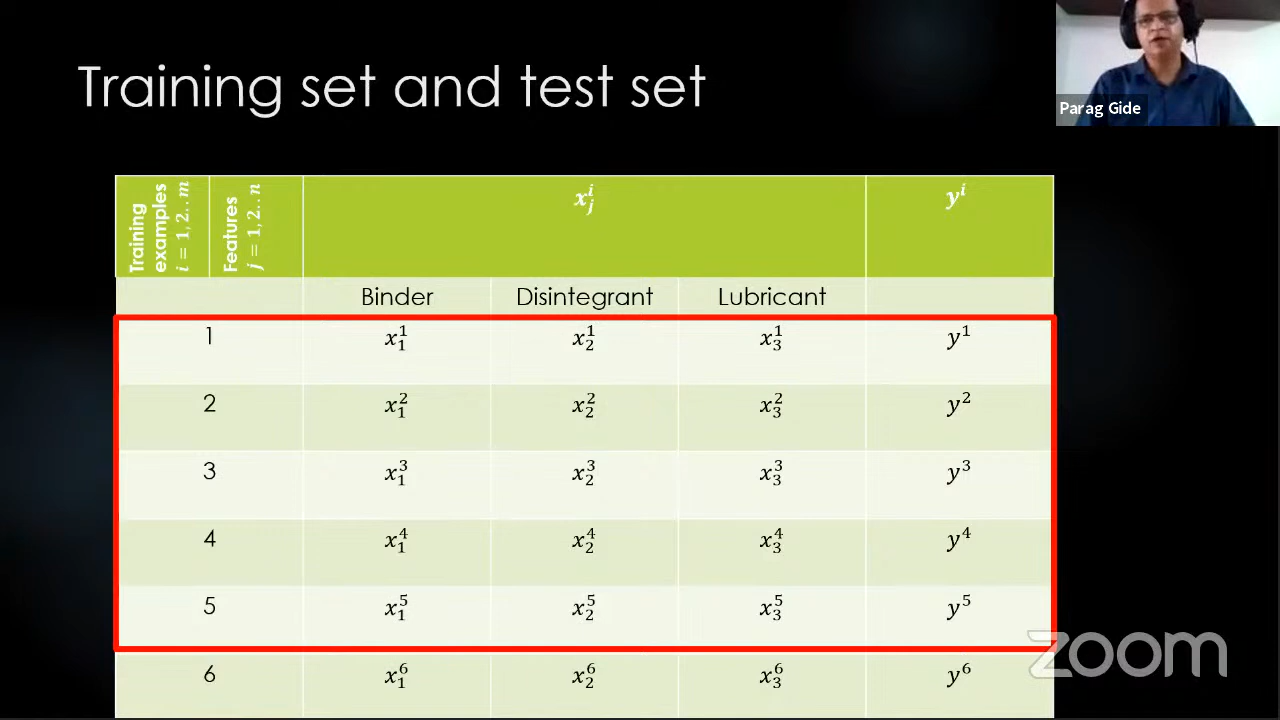 Training set and test set
Parag Gide
Training examples i = 1,2..m
Features j = 1,2..n
x_j^i y^i
Binder Disintegrant Lubricant
1 x_1^1 x_2^1 x_3^1 y^1
2 x_1^2 x_2^2 x_3^2 y^2
3 x_1^3 x_2^3 x_3^3 y^3
4 x_1^4 x_2^4 x_3^4 y^4
5 x_1^5 x_2^5 x_3^5 y^5
6 x_1^6 x_2^6 x_3^6 y^6
zoom